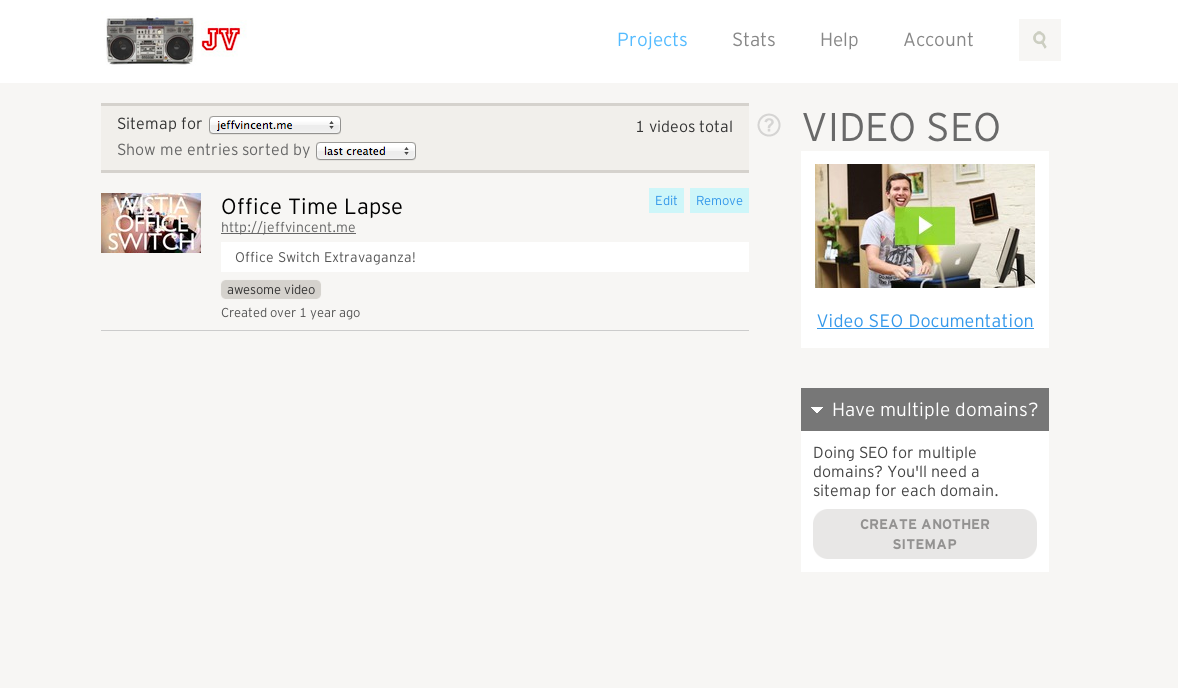 JV
Projects Stats Help Account
Sitemap for jeffvincent.me
1 videos total
?
Show me entries sorted by last created
WISTIA
OFFICE
SWITCH
Office Time Lapse
Edit Remove
http://jeffvincent.me
Office Switch Extravaganza!
awesome video
Created over 1 year ago
VIDEO SEO
Video SEO Documentation
Have multiple domains?
Doing SEO for multiple
domains? You'll need a
sitemap for each domain.
CREATE ANOTHER
SITEMAP